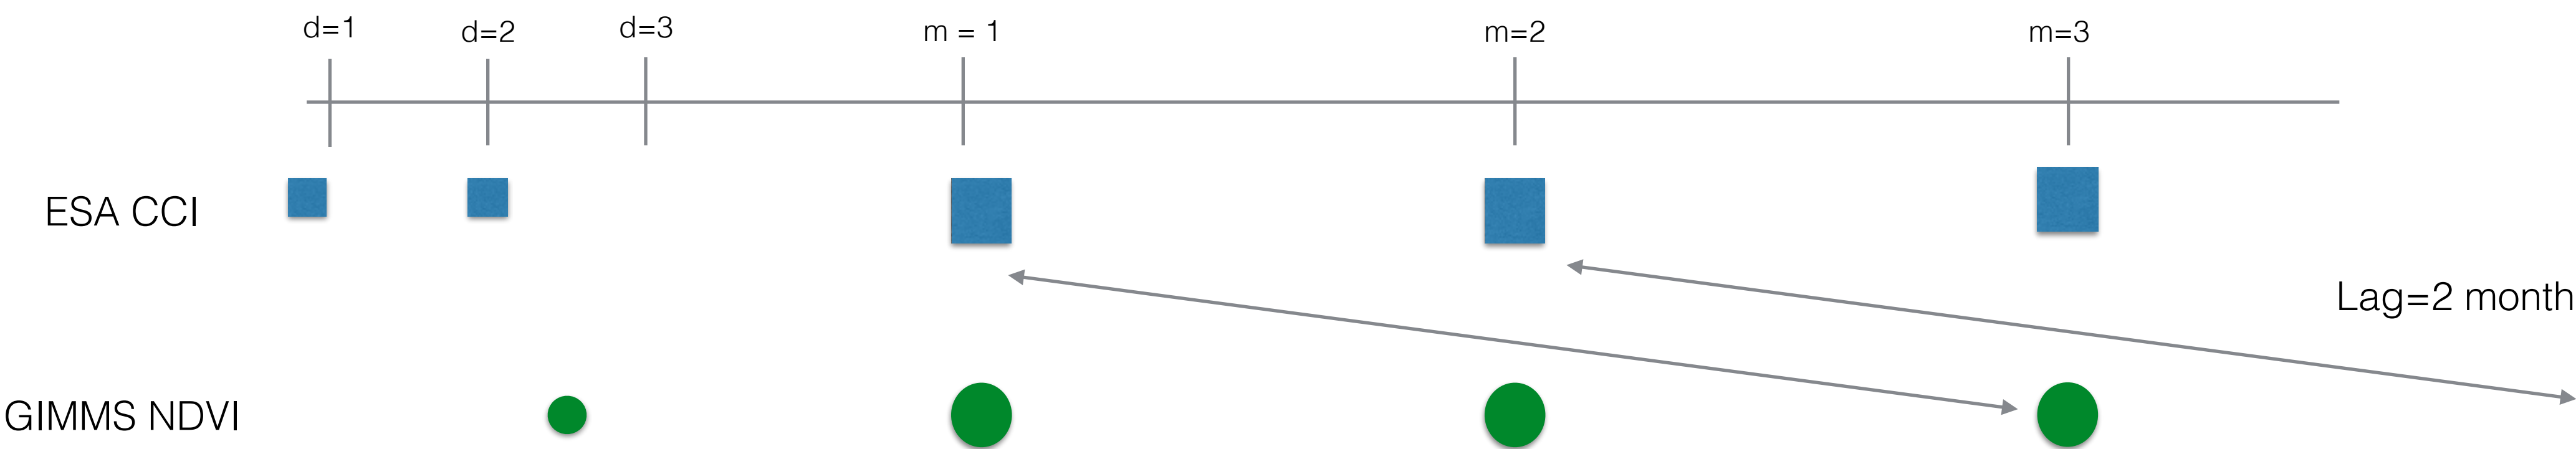 d=1 d=2 d=3 m = 1 m=2 m=3
ESA CCI
Lag=2 month
GIMMS NDVI